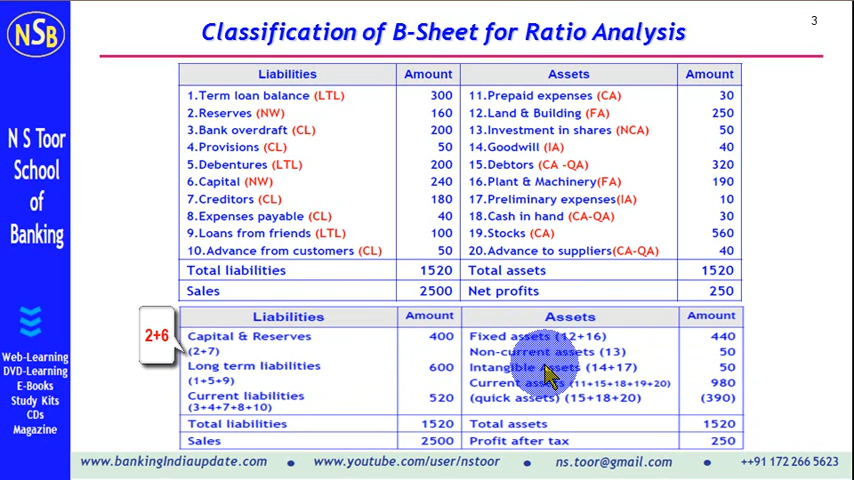 3
NSB
Classification of B-Sheet for Ratio Analysis
N S Toor
School
of
Banking
Web-Learning
DVD-Learning
E-Books
Study Kits
CDs
Magazine
Liabilities Amount Assets Amount
1.Term loan balance (LTL) 300 11.Prepaid expenses (CA) 30
2.Reserves (NW) 160 12.Land & Building (FA) 250
3.Bank overdraft (CL) 200 13.Investment in shares (NCA) 50
4.Provisions (CL) 50 14.Goodwill (IA) 40
5.Debentures (LTL) 200 15.Debtors (CA -QA) 320
6.Capital (NW) 240 16.Plant & Machinery(FA) 190
7.Creditors (CL) 180 17.Preliminary expenses(IA) 10
8.Expenses payable (CL) 40 18.Cash in hand (CA-QA) 30
9.Loans from friends (LTL) 100 19.Stocks (CA) 560
10.Advance from customers (CL) 50 20.Advance to suppliers(CA-QA) 40
Total liabilities 1520 Total assets 1520
Sales 2500 Net profits 250
2+6
Liabilities Amount Assets Amount
Capital & Reserves 400 Fixed assets (12+16) 440
(2+7) Non-current assets (13) 50
Long term liabilities 600 Intangible Assets (14+17) 50
(1+5+9) Current assets (11+15+18+19+20) 980
Current liabilities 520 (quick assets) (15+18+20) (390)
(3+4+7+8+10)
Total liabilities 1520 Total assets 1520
Sales 2500 Profit after tax 250
www.bankingIndiaupdate.com ● www.youtube.com/user/nstoor ● ns.toor@gmail.com ● ++91 172 266 5623